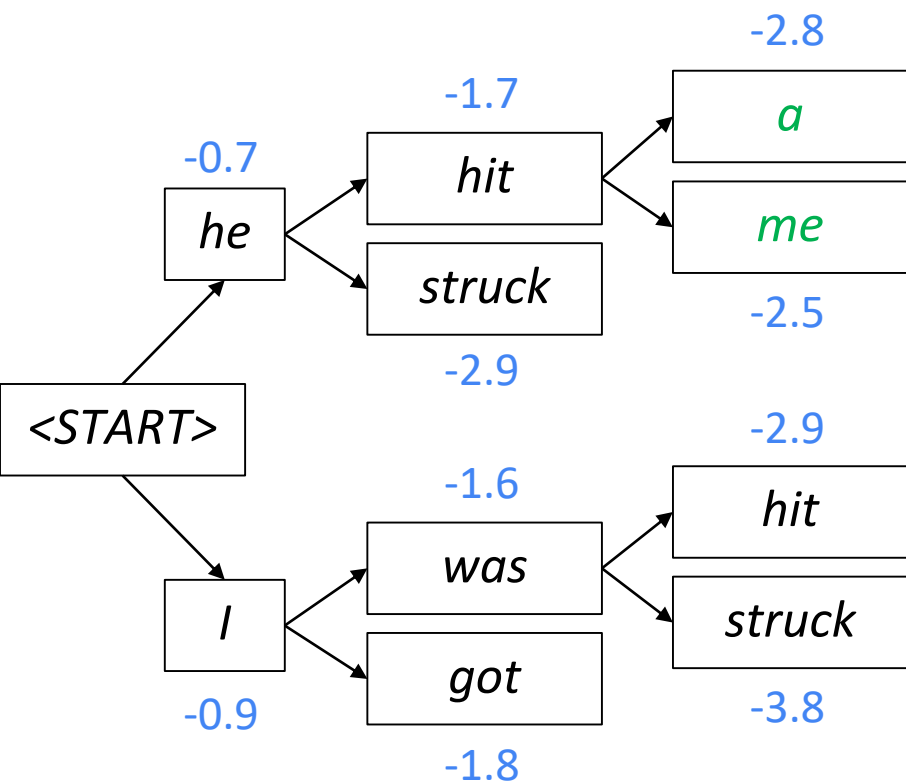 -2.8
-1.7
a
-0.7
hit
me
he
struck
-2.5
-2.9
<START>
-2.9
-1.6
hit
was
I
struck
got
-0.9
-3.8
-1.8